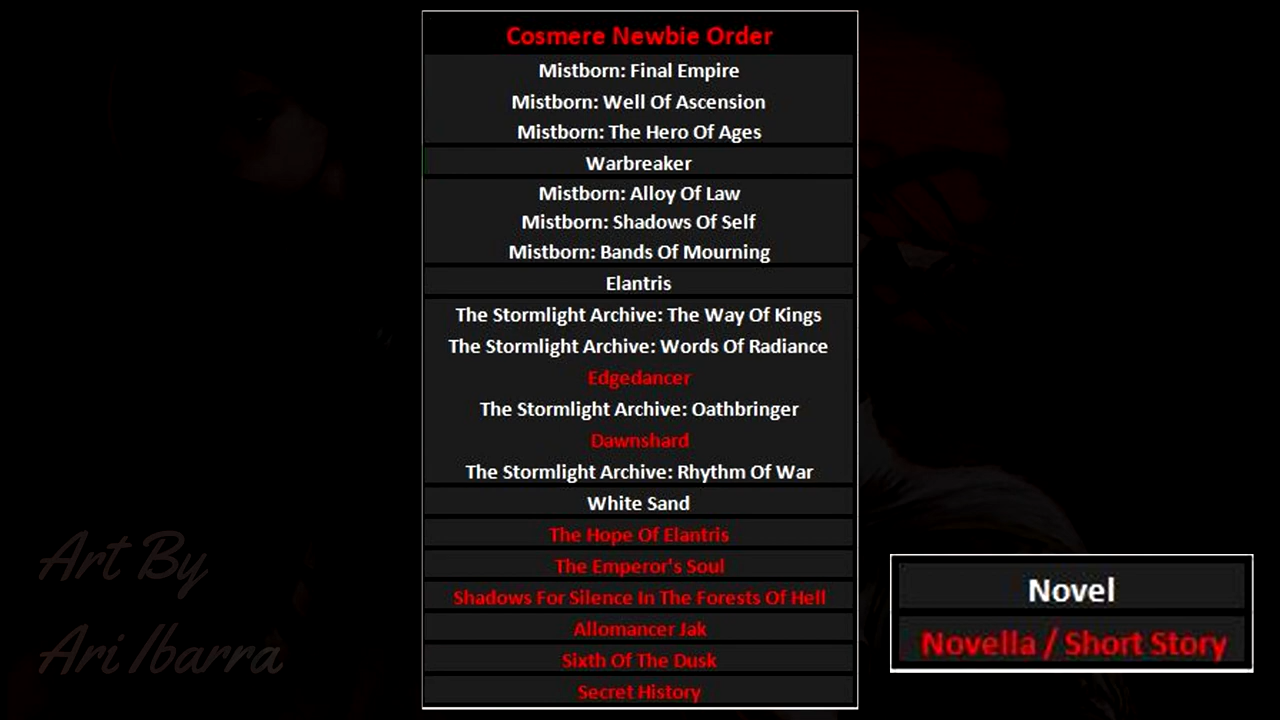 Cosmere Newbie Order
Mistborn: Final Empire
Mistborn: Well Of Ascension
Mistborn: The Hero Of Ages
Warbreaker
Mistborn: Alloy Of Law
Mistborn: Shadows Of Self
Mistborn: Bands Of Mourning
Elantris
The Stormlight Archive: The Way Of Kings
The Stormlight Archive: Words Of Radiance
Edgedancer
The Stormlight Archive: Oathbringer
Dawnshard
The Stormlight Archive: Rhythm Of War
White Sand
The Hope Of Elantris
The Emperor's Soul
Shadows For Silence In The Forests Of Hell
Allomancer Jak
Sixth Of The Dusk
Secret History
Novel
Novella / Short Story
Art By
Ari Ibarra